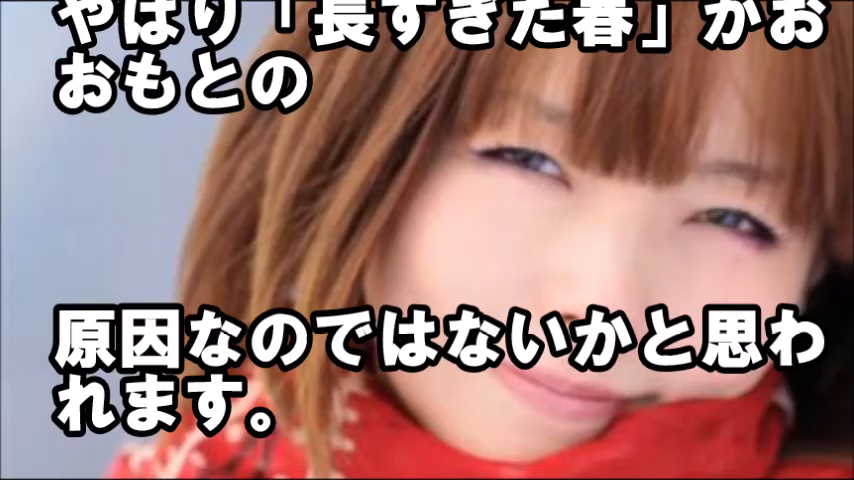 やはり「長すぎた春」がお
おもとの
原因なのではないかと思わ
れます。